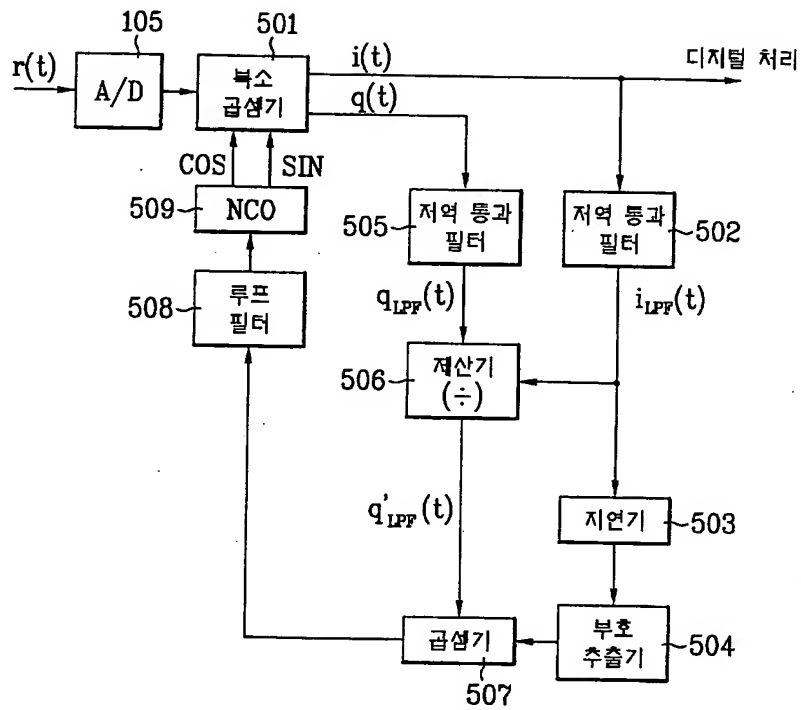 105
501
r(t)
A/D
복소
곱셈기
i(t)
q(t)
디지털 처리
COS
SIN
509
NCO
505
저역 통과
필터
저역 통과
필터
502
508
루프
필터
q_LPF(t)
i_LPF(t)
506
제산기
(÷)
q'_LPF(t)
지연기
503
곱셈기
507
부호
추출기
504